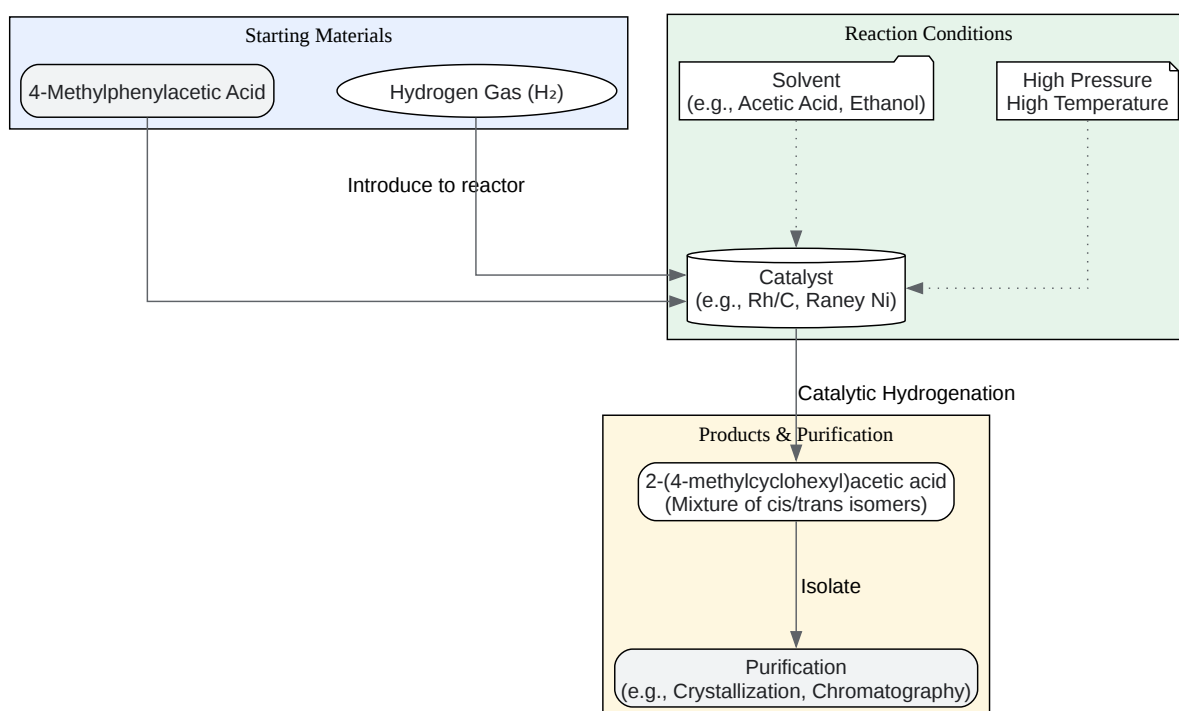 Starting Materials
4-Methylphenylacetic Acid
Hydrogen Gas (H₂)
Reaction Conditions
Solvent
(e.g., Acetic Acid, Ethanol)
High Pressure
High Temperature
Introduce to reactor
Catalyst
(e.g., Rh/C, Raney Ni)
Catalytic Hydrogenation
Products & Purification
2-(4-methylcyclohexyl)acetic acid
(Mixture of cis/trans isomers)
Isolate
Purification
(e.g., Crystallization, Chromatography)